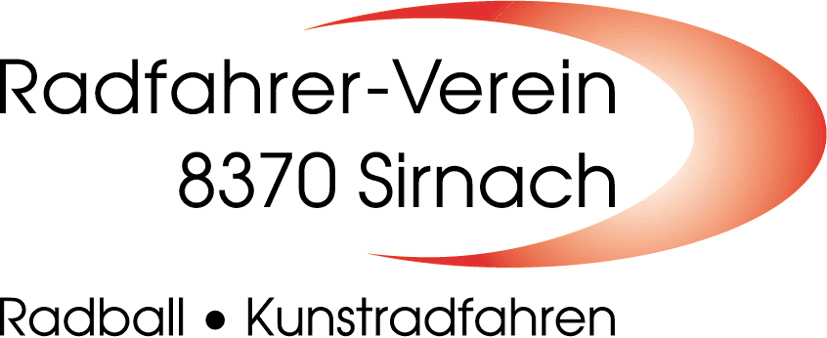 Radfahrer-Verein
8370 Sirnach
Radball • Kunstradfahren